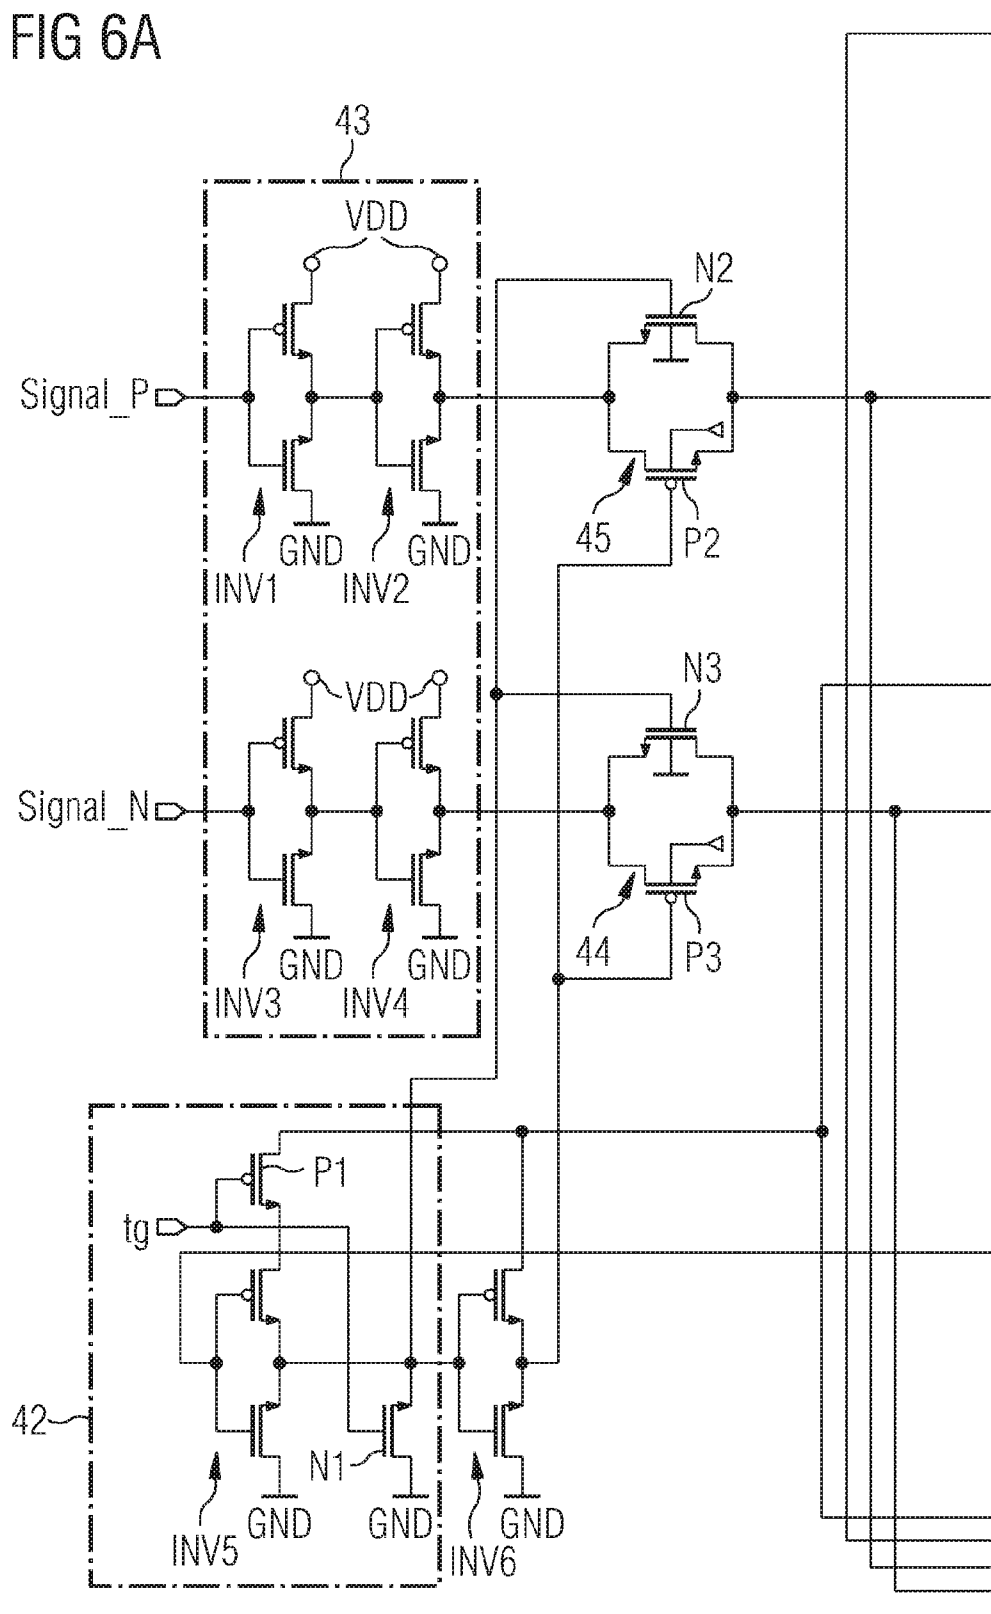 FIG 6A
43
VDD
N2
Signal_P
45
P2
GND
GND
INV1
INV2
N3
VDD
Signal_N
44
P3
GND
GND
INV3
INV4
P1
tg
42
N1
GND
GND
GND
INV5
INV6